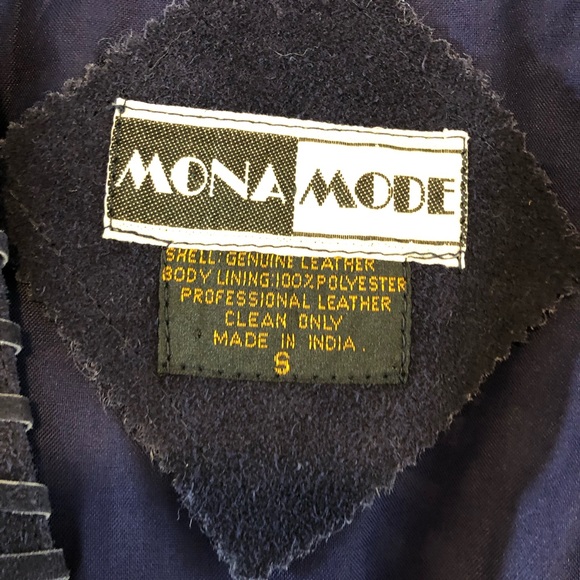 MONA MODE
SHELL: GENUINE LEATHER
BODY LINING:100% POLYESTER
PROFESSIONAL LEATHER
CLEAN ONLY
MADE IN INDIA.
S